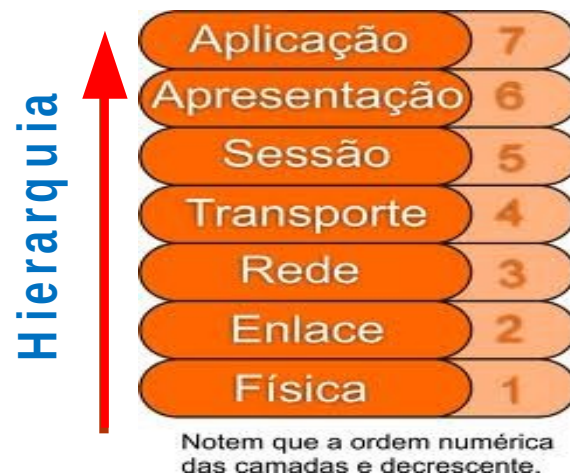 Hierarquia
Aplicação 7
Apresentação 6
Sessão 5
Transporte 4
Rede 3
Enlace 2
Física 1
Notem que a ordem numérica
das camadas e decrescente.